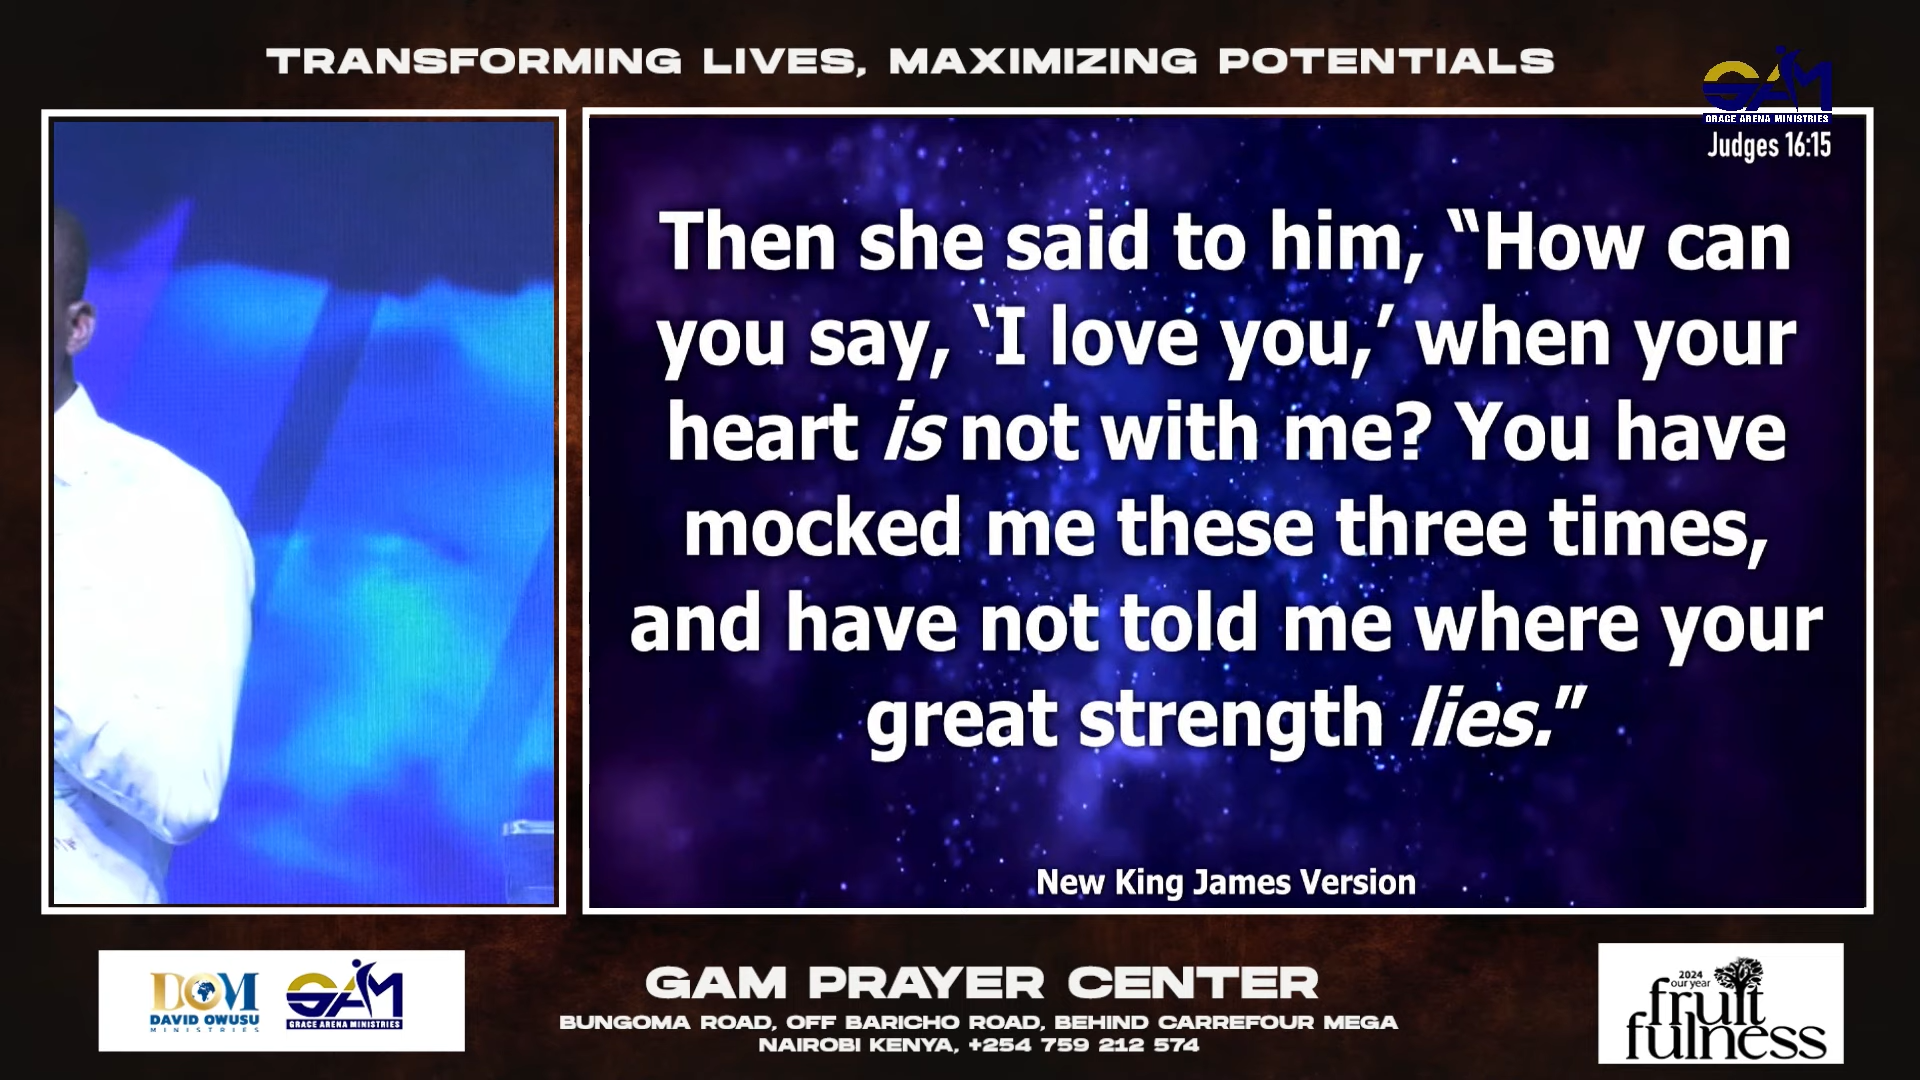 TRANSFORMING LIVES, MAXIMIZING POTENTIALS
GAM
GRACE ARENA MINISTRIES
Judges 16:15
Then she said to him, “How can
you say, ‘I love you,’ when your
heart is not with me? You have
mocked me these three times,
and have not told me where your
great strength lies.”
New King James Version
DOM
DAVID OWUSU
MINISTRIES
GAM
GRACE ARENA MINISTRIES
GAM PRAYER CENTER
BUNGOMA ROAD, OFF BARICHO ROAD, BEHIND CARREFOUR MEGA
NAIROBI KENYA, +254 759 212 574
2024
our year
fruit
fulness